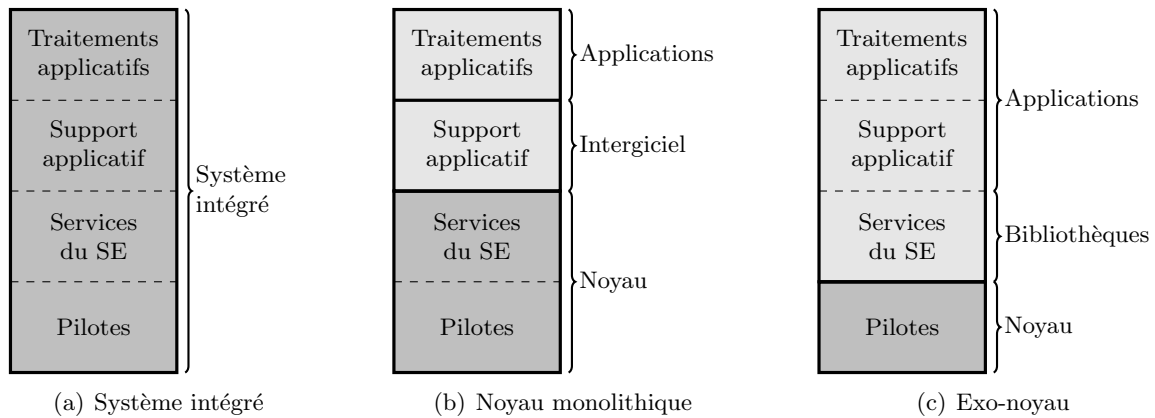 Traitements
applicatifs
Support
applicatif
Services
du SE
Pilotes
Système
intégré
(a) Système intégré
Traitements
applicatifs
Support
applicatif
Services
du SE
Pilotes
Applications
Intergiciel
Noyau
(b) Noyau monolithique
Traitements
applicatifs
Support
applicatif
Services
du SE
Pilotes
Applications
Bibliothèques
Noyau
(c) Exo-noyau